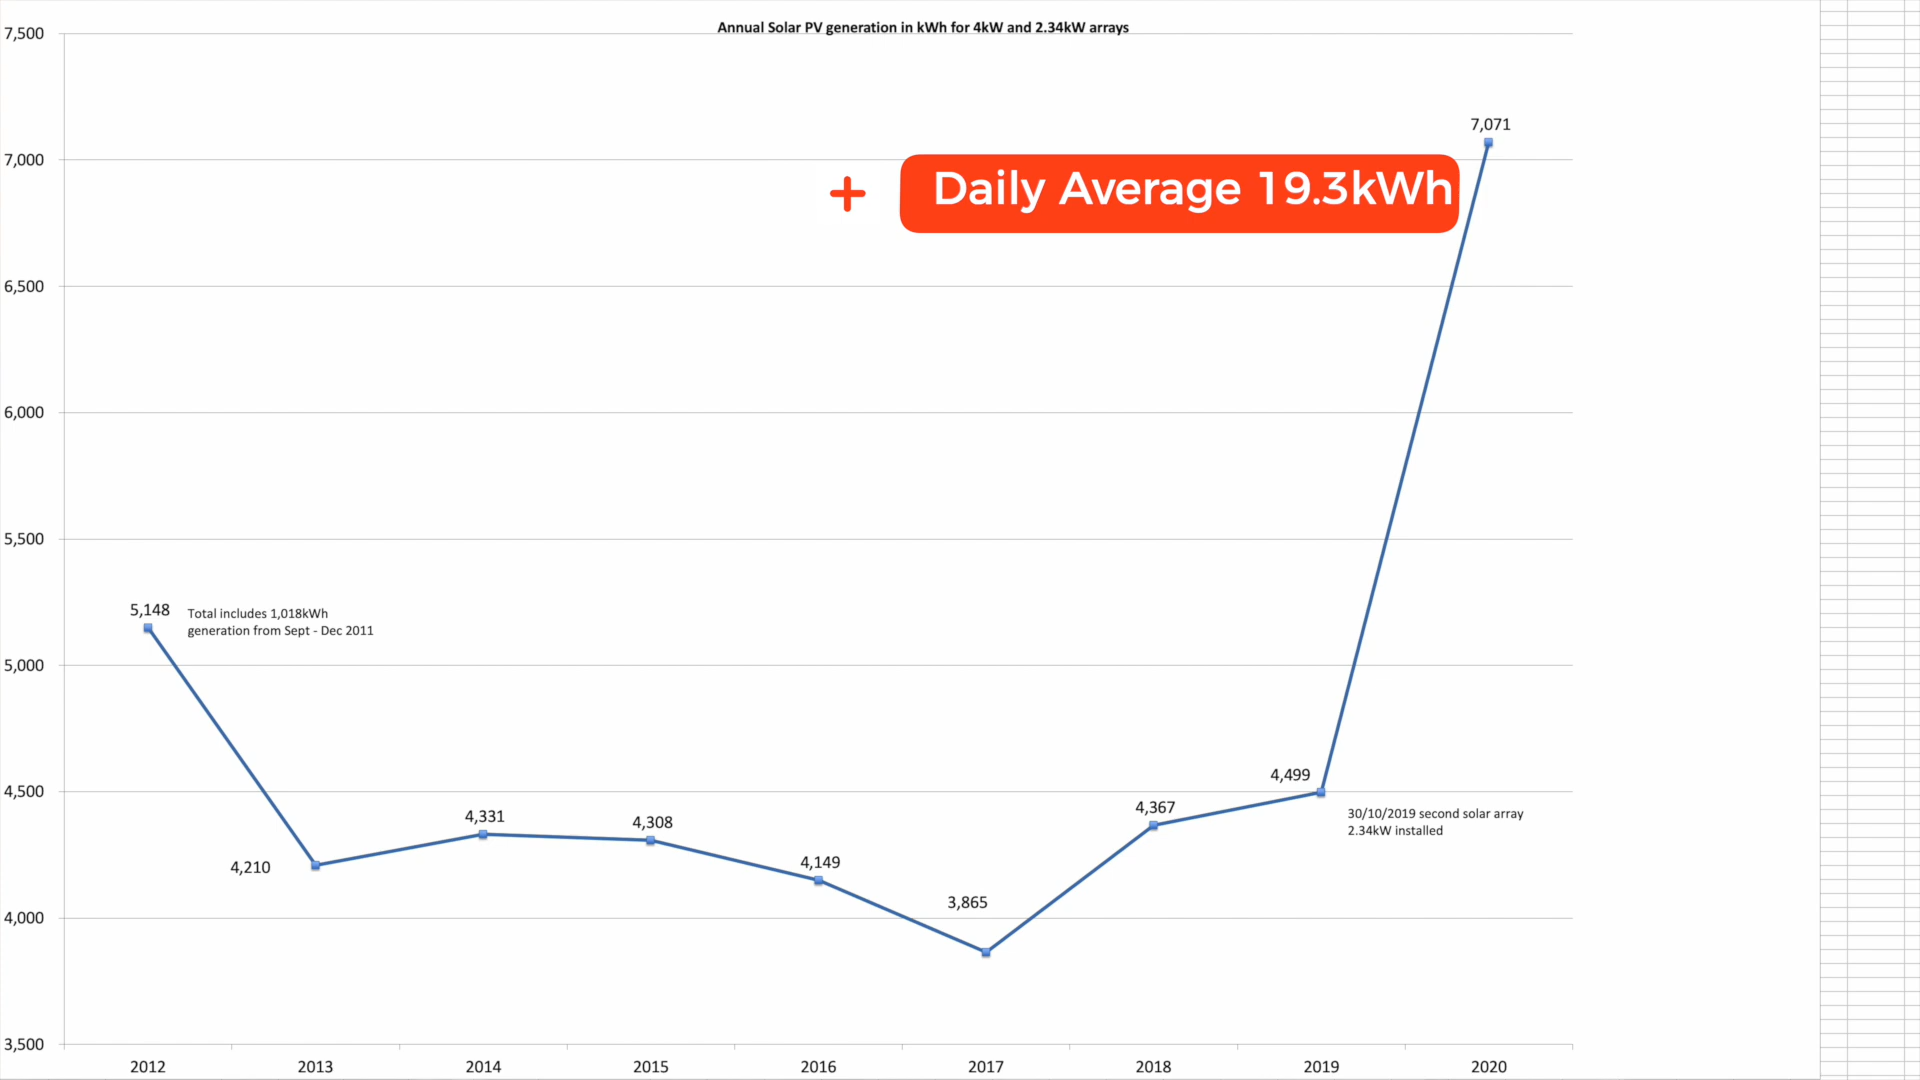 Annual Solar PV generation in kWh for 4kW and 2.34kW arrays
7,500
7,071
7,000
+ Daily Average 19.3kWh
6,500
6,000
5,500
5,148
Total includes 1,018kWh
generation from Sept - Dec 2011
5,000
4,500
4,499
4,367
4,331
4,308
30/10/2019 second solar array
2.34kW installed
4,210
4,149
3,865
4,000
3,500
2012 2013 2014 2015 2016 2017 2018 2019 2020